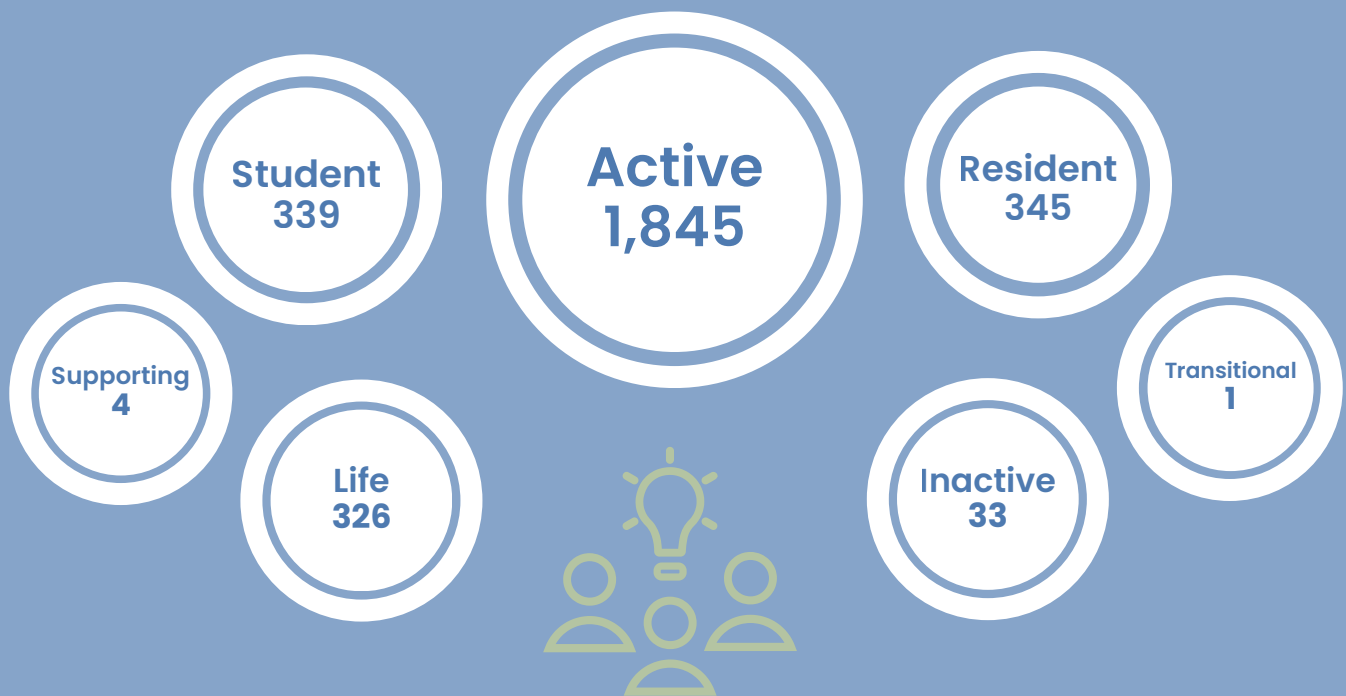 Student
339
Active
1,845
Resident
345
Supporting
4
Life
326
Inactive
33
Transitional
1